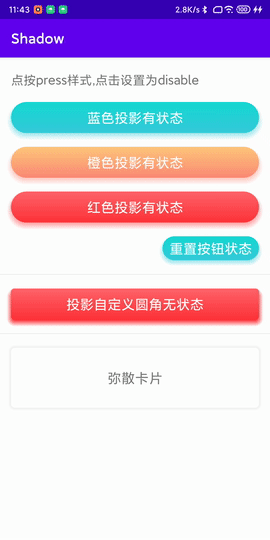 11:43 2.8K/s 100
Shadow
点按press样式,点击设置为disable
蓝色投影有状态
橙色投影有状态
红色投影有状态
重置按钮状态
投影自定义圆角无状态
弥散卡片